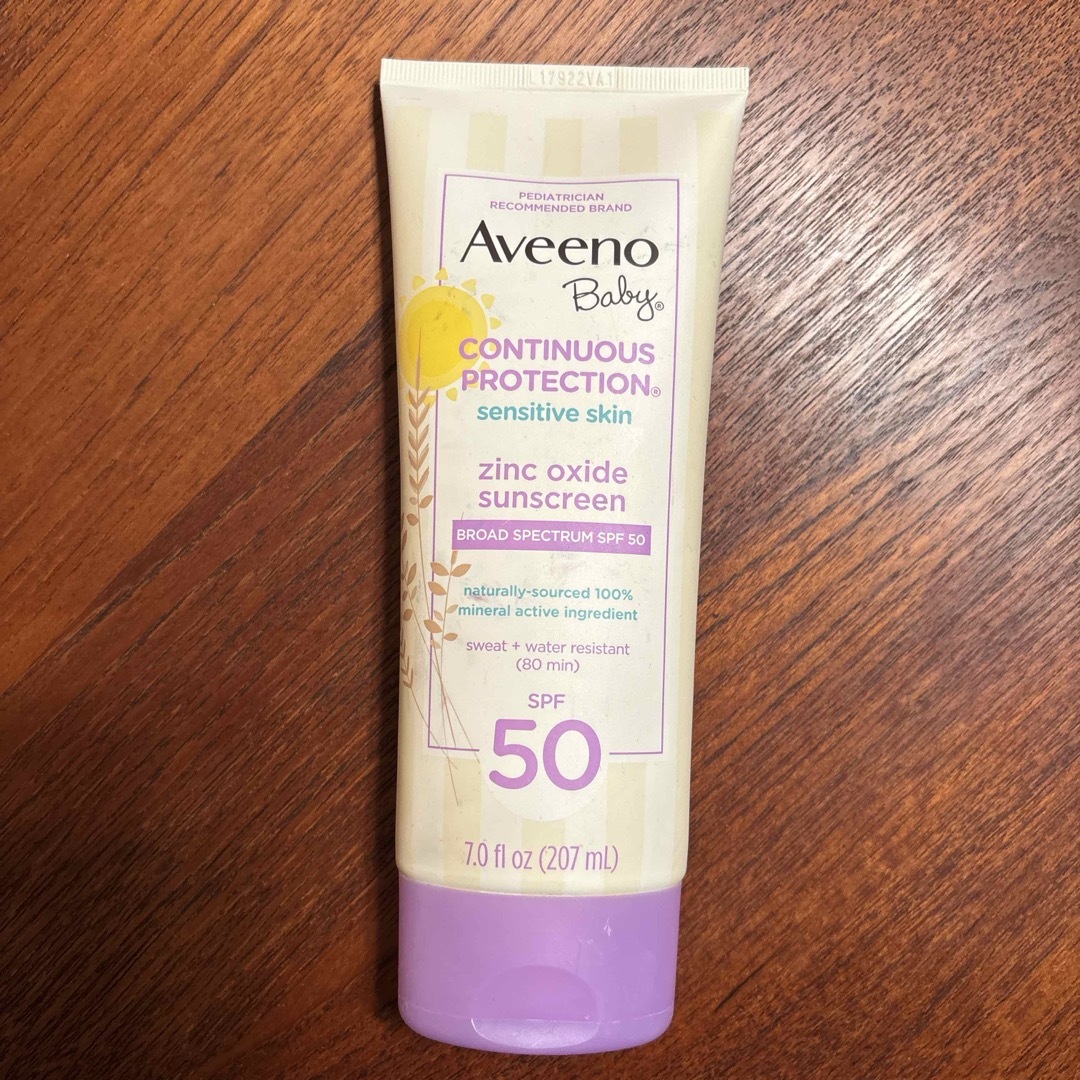 L17922VA1
PEDIATRICIAN
RECOMMENDED BRAND
Aveeno
Baby®
CONTINUOUS
PROTECTION®
sensitive skin
zinc oxide
sunscreen
BROAD SPECTRUM SPF 50
naturally-sourced 100%
mineral active ingredient
sweat + water resistant
(80 min)
SPF
50
7.0 fl oz (207 mL)